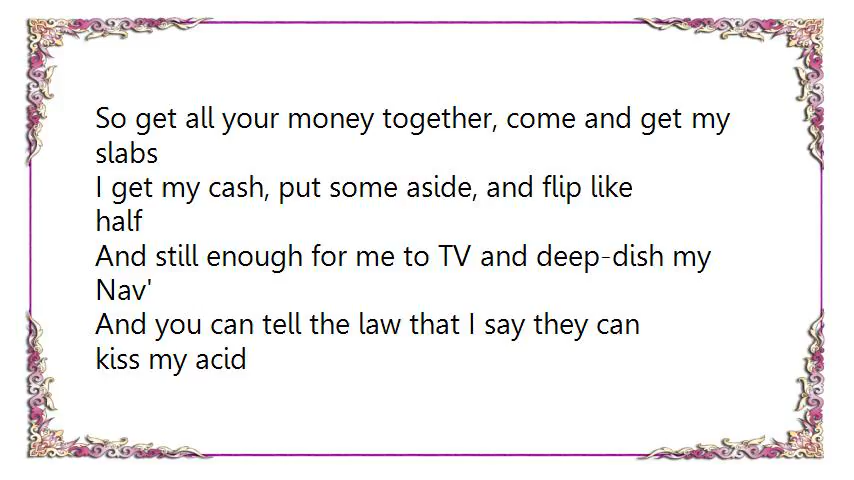 So get all your money together, come and get my
slabs
I get my cash, put some aside, and flip like
half
And still enough for me to TV and deep-dish my
Nav'
And you can tell the law that I say they can
kiss my acid